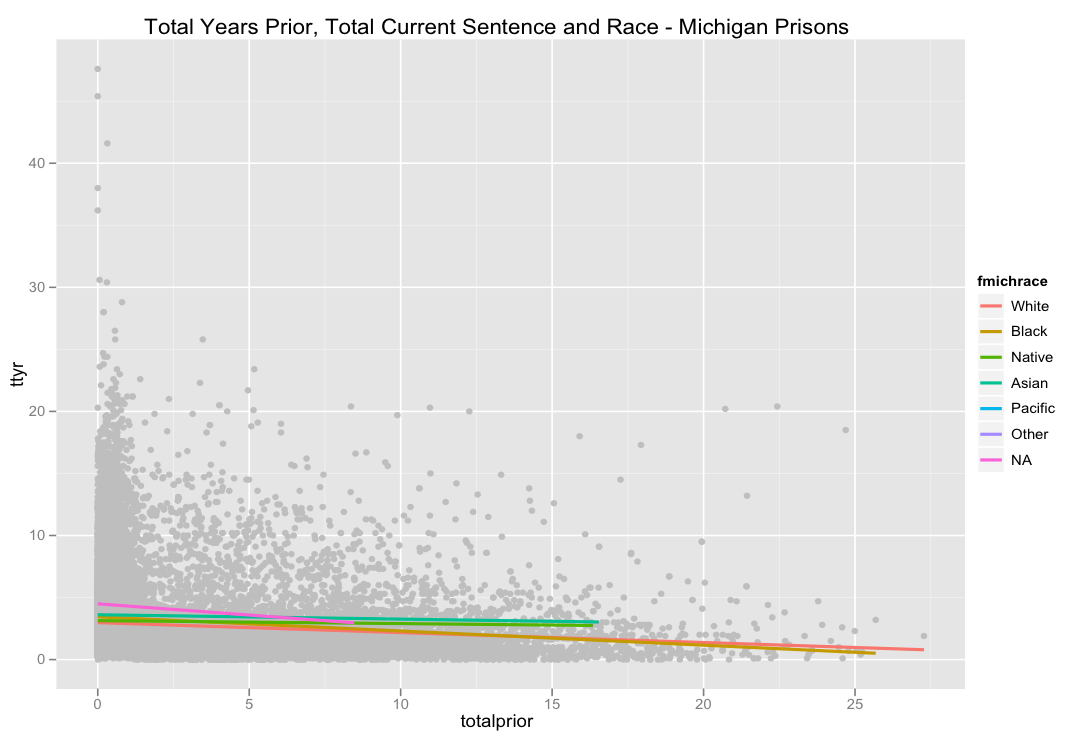 Total Years Prior, Total Current Sentence and Race - Michigan Prisons
40
30
20
10
0
ttyr
0 5 10 15 20 25
totalprior
fmichrace
White
Black
Native
Asian
Pacific
Other
NA